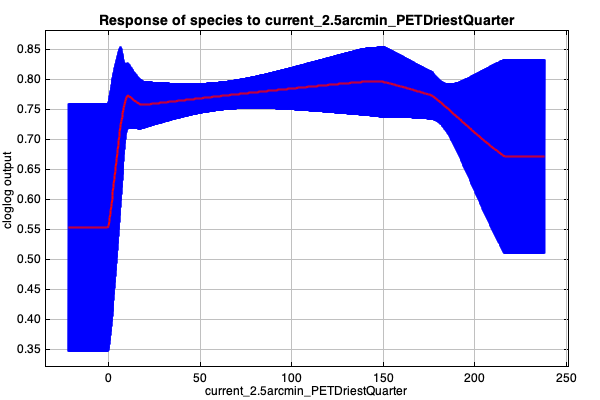 Response of species to current_2.5arcmin_PETDriestQuarter
0.85
0.80
0.75
0.70
0.65
0.60
0.55
0.50
0.45
0.40
0.35
cloglog output
0 50 100 150 200 250
current_2.5arcmin_PETDriestQuarter